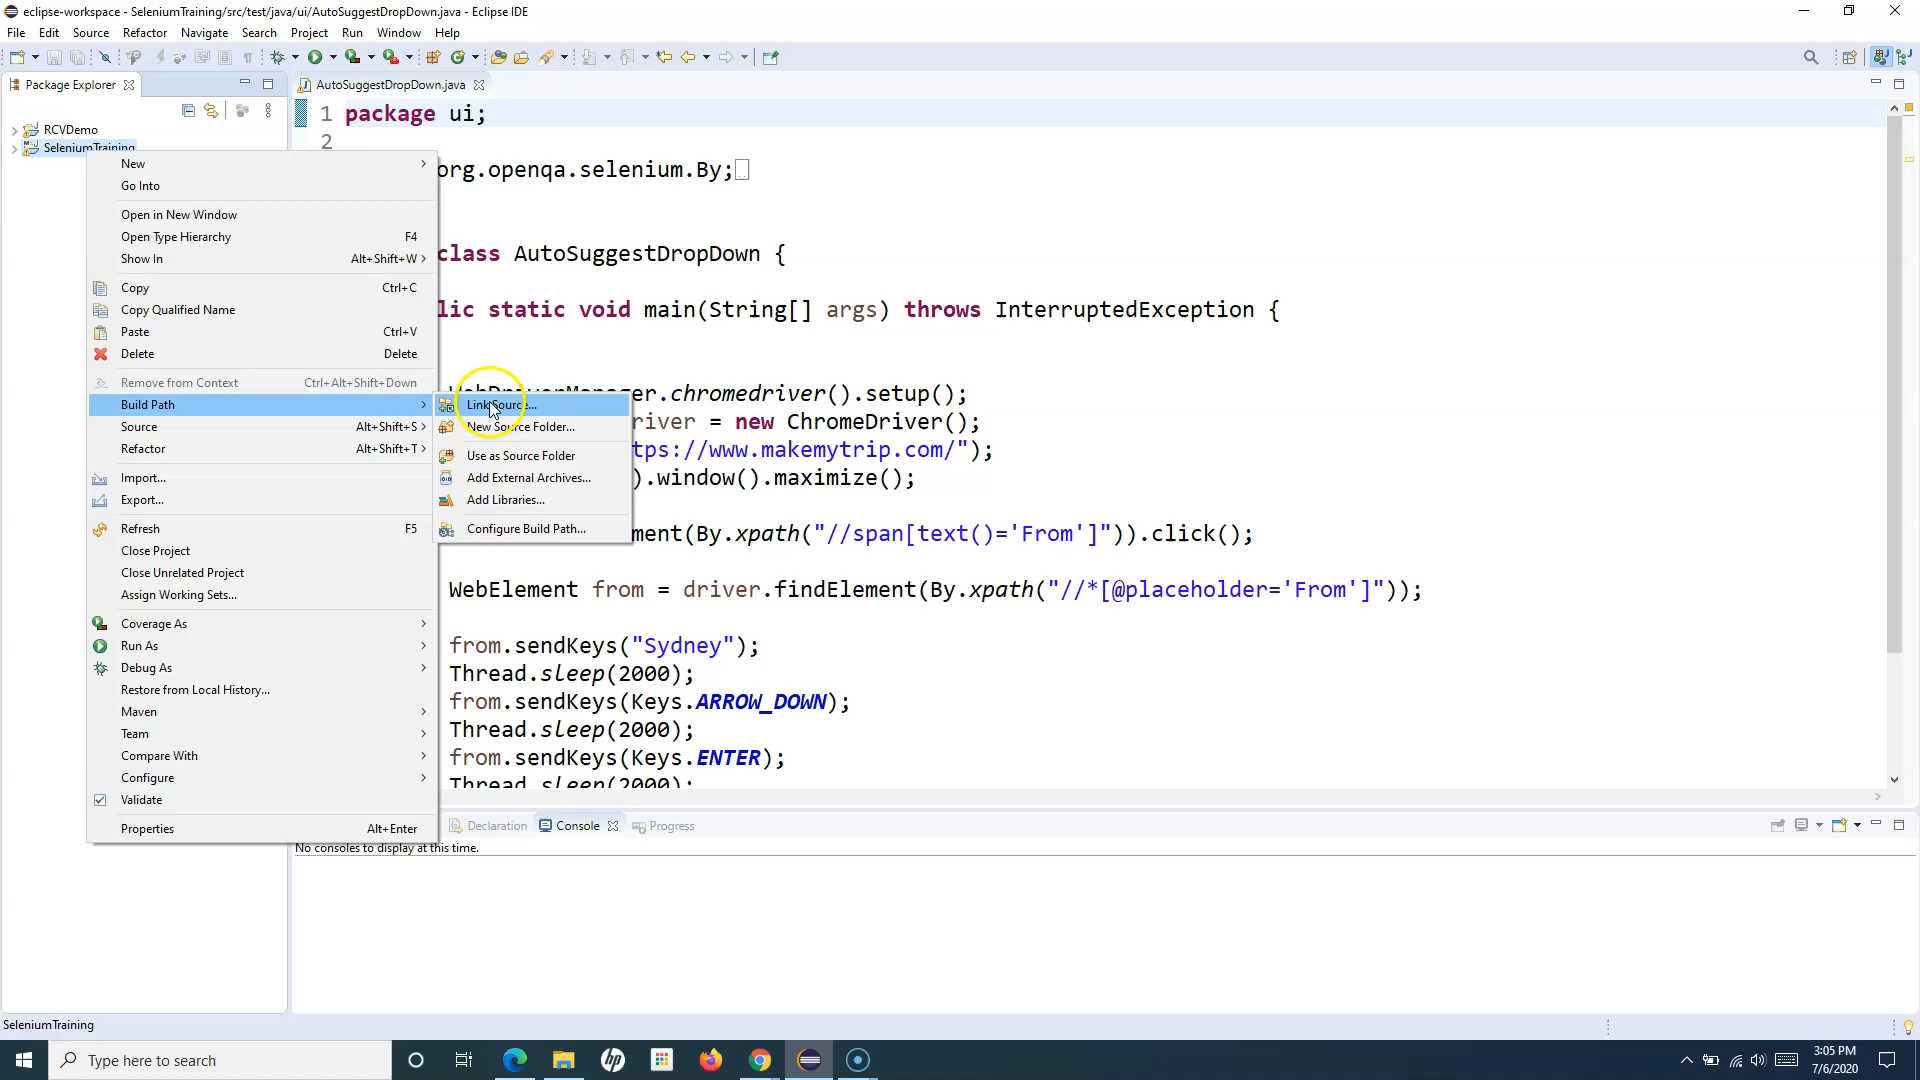 eclipse-workspace - SeleniumTraining/src/test/java/ui/AutoSuggestDropDown.java - Eclipse IDE
File Edit Source Refactor Navigate Search Project Run Window Help
Package Explorer
AutoSuggestDropDown.java
RCVDemo
SeleniumTraining
New
Go Into
Open in New Window
Open Type Hierarchy F4
Show In Alt+Shift+W
Copy Ctrl+C
Copy Qualified Name
Paste Ctrl+V
Delete Delete
Remove from Context Ctrl+Alt+Shift+Down
Build Path
Source Alt+Shift+S
Refactor Alt+Shift+T
Import...
Export...
Refresh F5
Close Project
Close Unrelated Project
Assign Working Sets...
Coverage As
Run As
Debug As
Restore from Local History...
Maven
Team
Compare With
Configure
Validate
Properties Alt+Enter
Link Source...
New Source Folder...
Use as Source Folder
Add External Archives...
Add Libraries...
Configure Build Path...
1 package ui;
2
org.openqa.selenium.By;
class AutoSuggestDropDown {
lic static void main(String[] args) throws InterruptedException {
WebDriverManager.chromedriver().setup();
river = new ChromeDriver();
tps://www.makemytrip.com/");
).window().maximize();
ment(By.xpath("//span[text()='From']")).click();
WebElement from = driver.findElement(By.xpath("//*[@placeholder='From']"));
from.sendKeys("Sydney");
Thread.sleep(2000);
from.sendKeys(Keys.ARROW_DOWN);
Thread.sleep(2000);
from.sendKeys(Keys.ENTER);
Thread.sleep(2000);
Declaration Console Progress
No consoles to display at this time.
SeleniumTraining
Type here to search
hp
3:05 PM
7/6/2020